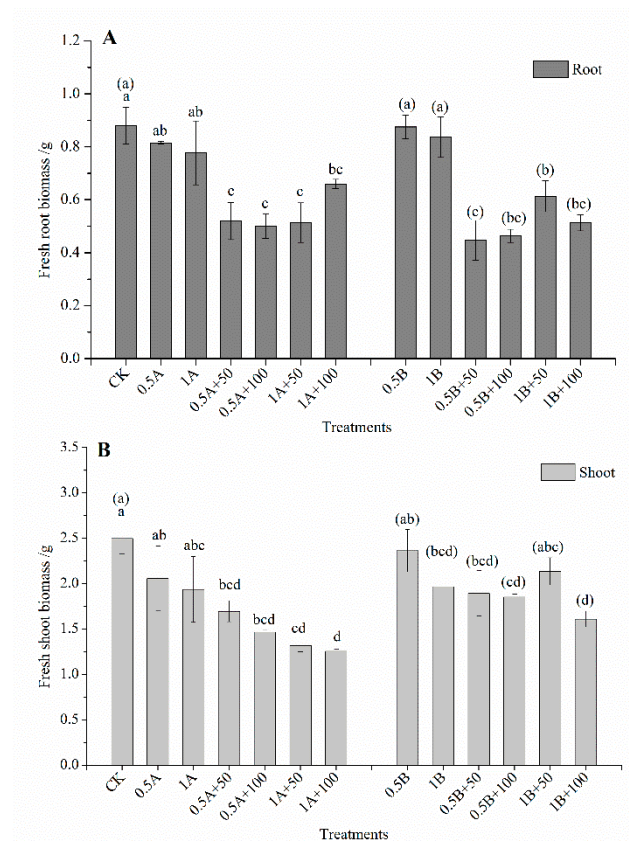 A
Root
1.2
1.0
0.8
0.6
0.4
0.2
0.0
Fresh root biomass /g
(a)
a
ab
ab
c
c
c
bc
(a)
(a)
(c)
(bc)
(b)
(bc)
CK
0.5A
1A
0.5A+50
0.5A+100
1A+50
1A+100
0.5B
1B
0.5B+50
0.5B+100
1B+50
1B+100
Treatments
B
Shoot
3.5
3.0
2.5
2.0
1.5
1.0
0.5
0.0
Fresh shoot biomass /g
(a)
a
ab
abc
bcd
bcd
cd
d
(ab)
(bcd)
(bcd)
(cd)
(abc)
(d)
CK
0.5A
1A
0.5A+50
0.5A+100
1A+50
1A+100
0.5B
1B
0.5B+50
0.5B+100
1B+50
1B+100
Treatments